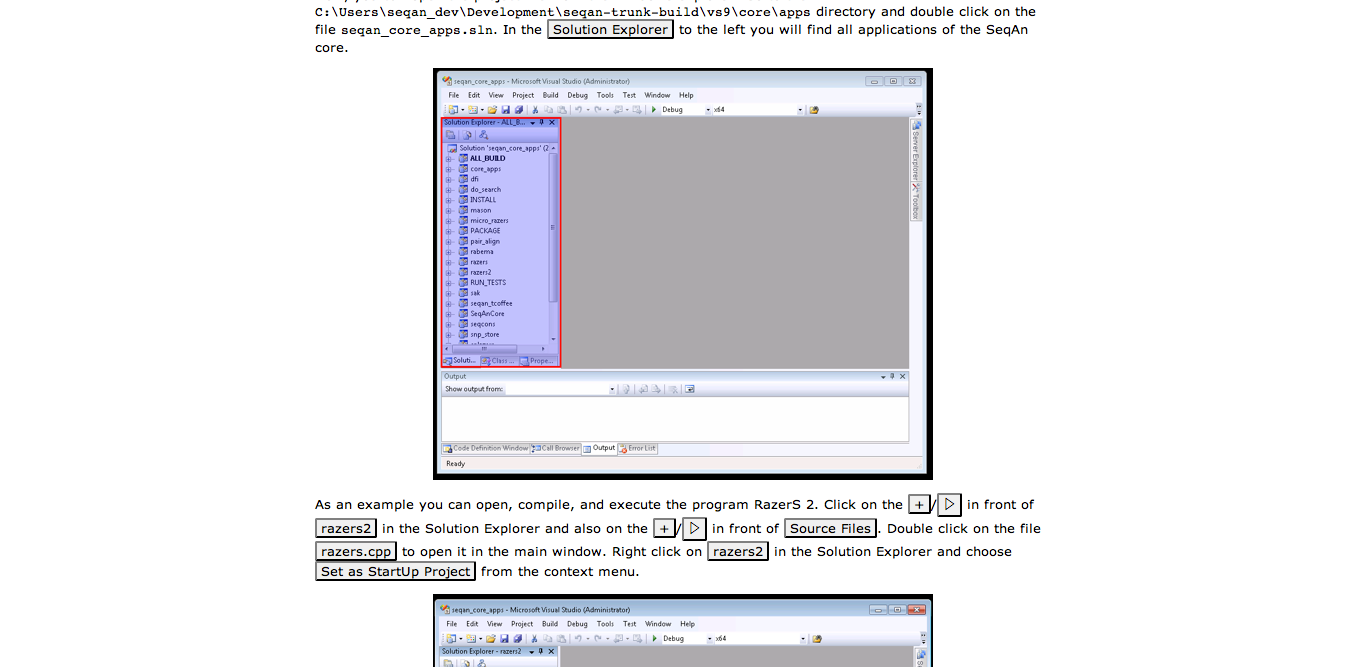 C:\Users\seqan_dev\Development\seqan-trunk-build\vs9\core\apps directory and double click on the
file seqan_core_apps.sln. In the Solution Explorer to the left you will find all applications of the SeqAn
core.
seqan_core_apps - Microsoft Visual Studio (Administrator)
File Edit View Project Build Debug Tools Test Window Help
Debug x64
Solution Explorer - ALL_B...
Solution 'seqan_core_apps' (2
ALL_BUILD
core_apps
dfi
do_search
INSTALL
mason
micro_razers
PACKAGE
pair_align
rabema
razers
razers2
RUN_TESTS
sak
seqan_tcoffee
SeqAnCore
seqcons
snp_store
Soluti... Class ... Prope...
Server Explorer
Toolbox
Output
Show output from:
Code Definition Window Call Browser Output Error List
Ready
As an example you can open, compile, and execute the program RazerS 2. Click on the +/▷ in front of
razers2 in the Solution Explorer and also on the +/▷ in front of Source Files. Double click on the file
razers.cpp to open it in the main window. Right click on razers2 in the Solution Explorer and choose
Set as StartUp Project from the context menu.
seqan_core_apps - Microsoft Visual Studio (Administrator)
File Edit View Project Build Debug Tools Test Window Help
Debug x64
Solution Explorer - razers2